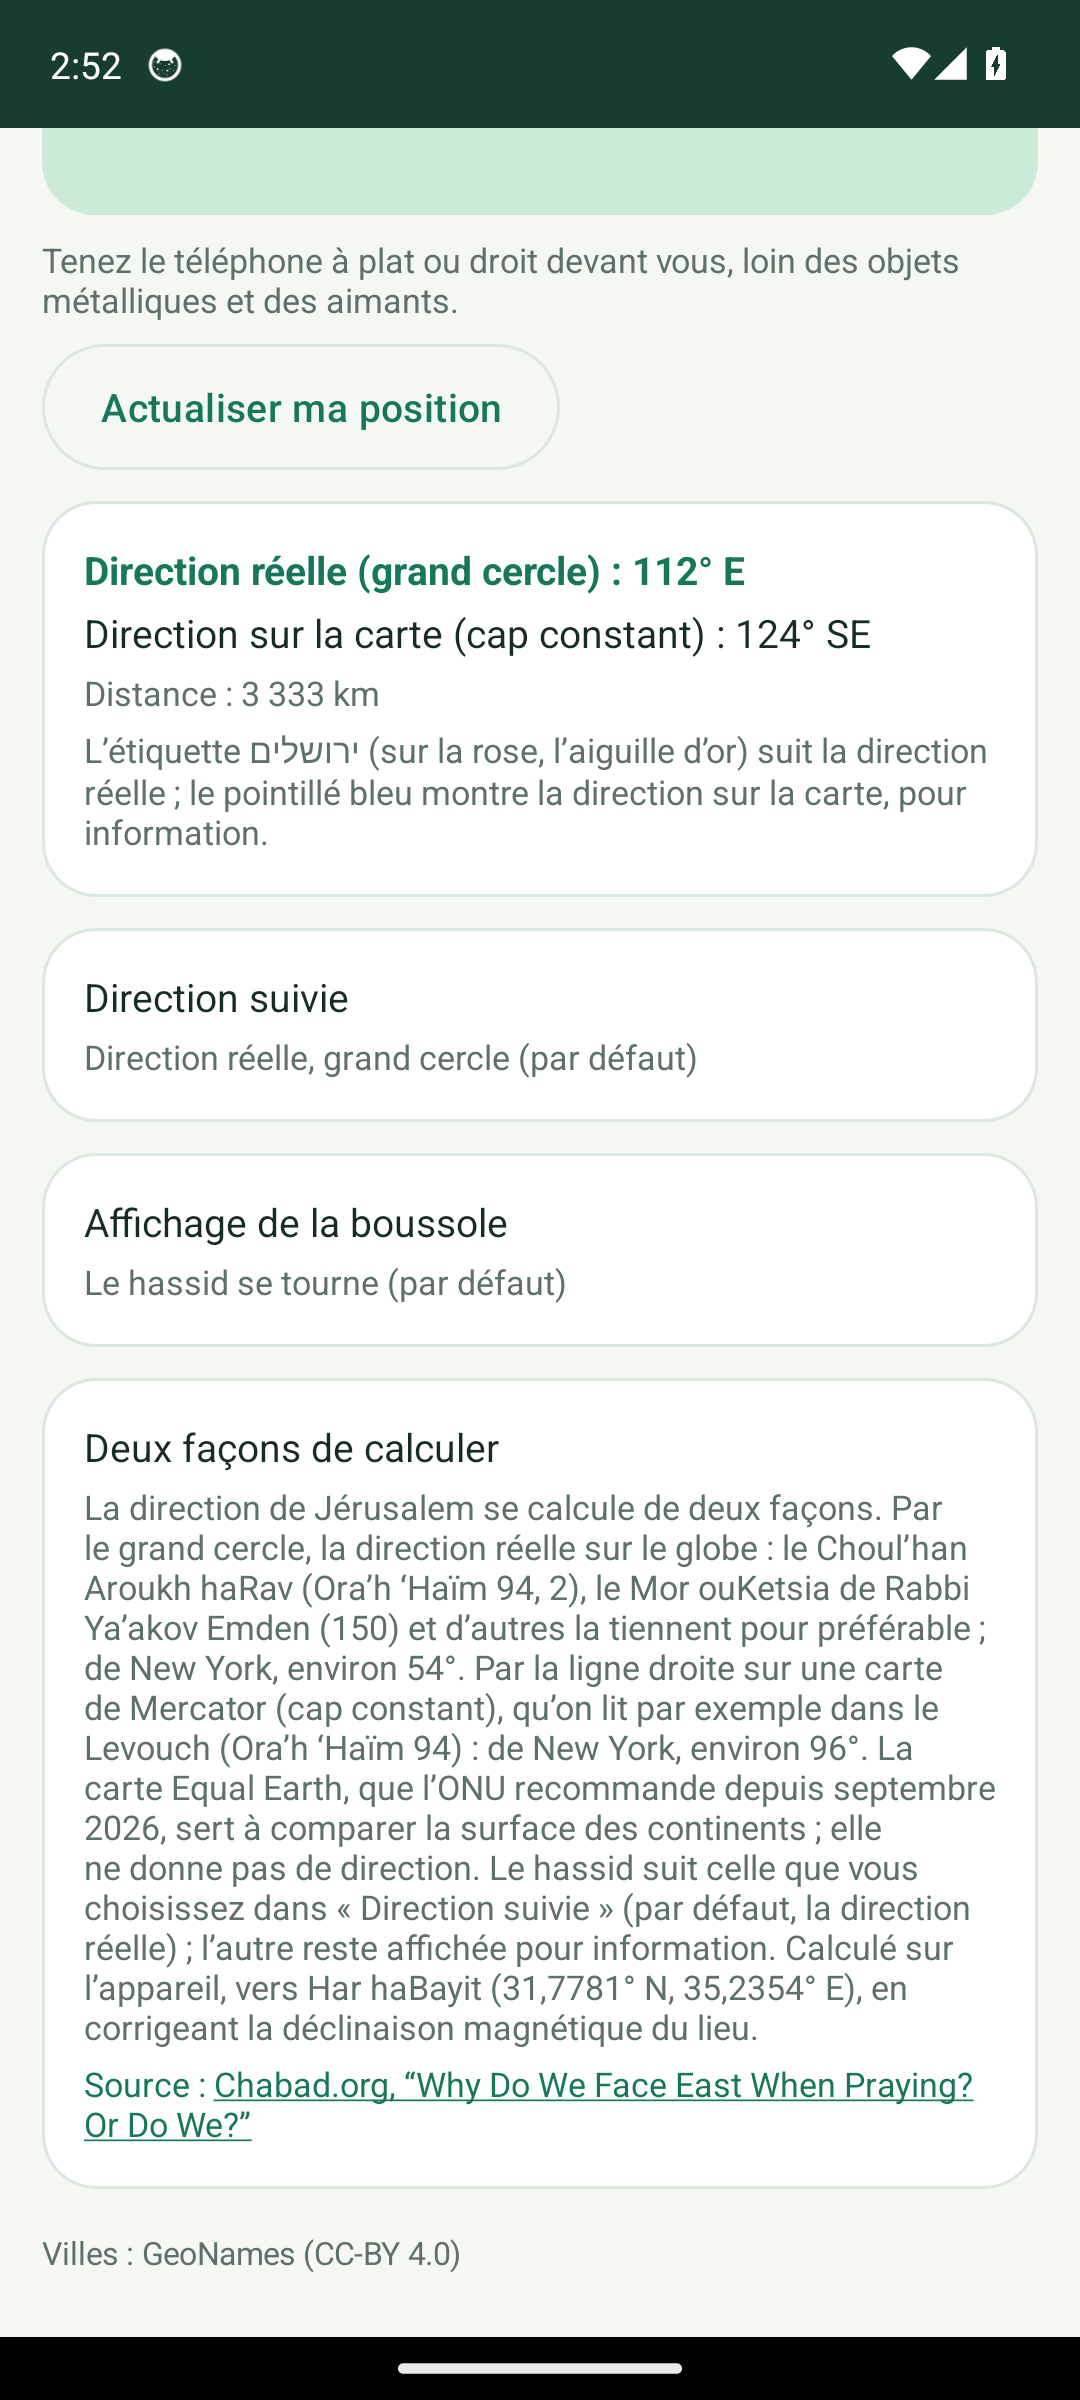 2:52
Tenez le téléphone à plat ou droit devant vous, loin des objets
métalliques et des aimants.
Actualiser ma position
Direction réelle (grand cercle) : 112° E
Direction sur la carte (cap constant) : 124° SE
Distance : 3 333 km
L’étiquette ירושלים (sur la rose, l’aiguille d’or) suit la direction
réelle ; le pointillé bleu montre la direction sur la carte, pour
information.
Direction suivie
Direction réelle, grand cercle (par défaut)
Affichage de la boussole
Le hassid se tourne (par défaut)
Deux façons de calculer
La direction de Jérusalem se calcule de deux façons. Par
le grand cercle, la direction réelle sur le globe : le Choul’han
Aroukh haRav (Ora’h ‘Haïm 94, 2), le Mor ouKetsia de Rabbi
Ya’akov Emden (150) et d’autres la tiennent pour préférable ;
de New York, environ 54°. Par la ligne droite sur une carte
de Mercator (cap constant), qu’on lit par exemple dans le
Levouch (Ora’h ‘Haïm 94) : de New York, environ 96°. La
carte Equal Earth, que l’ONU recommande depuis septembre
2026, sert à comparer la surface des continents ; elle
ne donne pas de direction. Le hassid suit celle que vous
choisissez dans « Direction suivie » (par défaut, la direction
réelle) ; l’autre reste affichée pour information. Calculé sur
l’appareil, vers Har haBayit (31,7781° N, 35,2354° E), en
corrigeant la déclinaison magnétique du lieu.
Source : Chabad.org, “Why Do We Face East When Praying?
Or Do We?”
Villes : GeoNames (CC-BY 4.0)